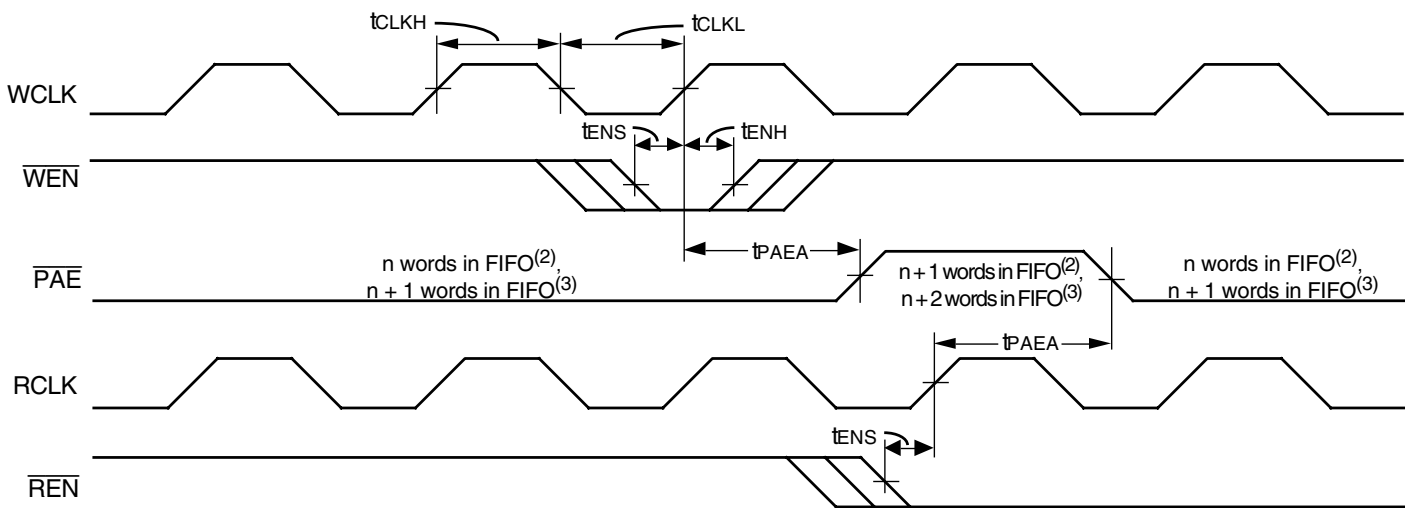 tCLKH
tCLKL
WCLK
tENS
tENH
WEN
tPAEA
PAE
n words in FIFO(2),
n + 1 words in FIFO(3)
n + 1 words in FIFO(2),
n + 2 words in FIFO(3)
n words in FIFO(2),
n + 1 words in FIFO(3)
tPAEA
RCLK
tENS
REN